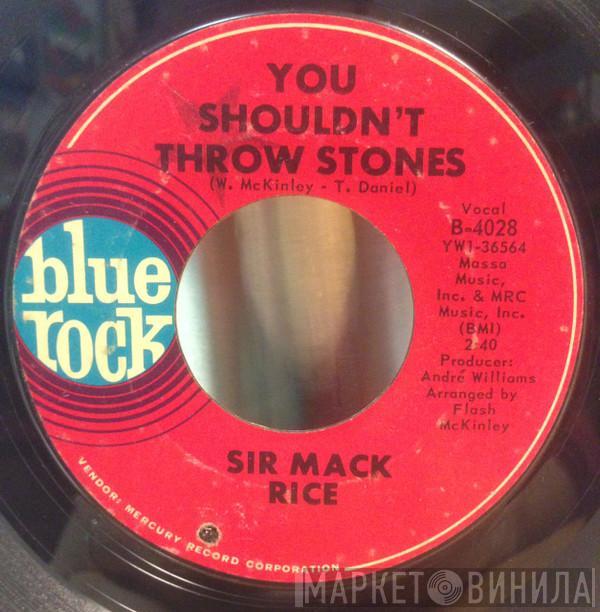 YOU
SHOULDN'T
THROW STONES
(W. McKinley - T. Daniel)
Vocal
B-4028
YW1-36564
Massa
Music,
Inc. & MRC
Music, Inc.
(BMI)
2:40
Producer:
André Williams
Arranged by
Flash
McKinley
blue
rock
SIR MACK
RICE
VENDOR: MERCURY RECORD CORPORATION
МАРКЕТ ВИНИЛА